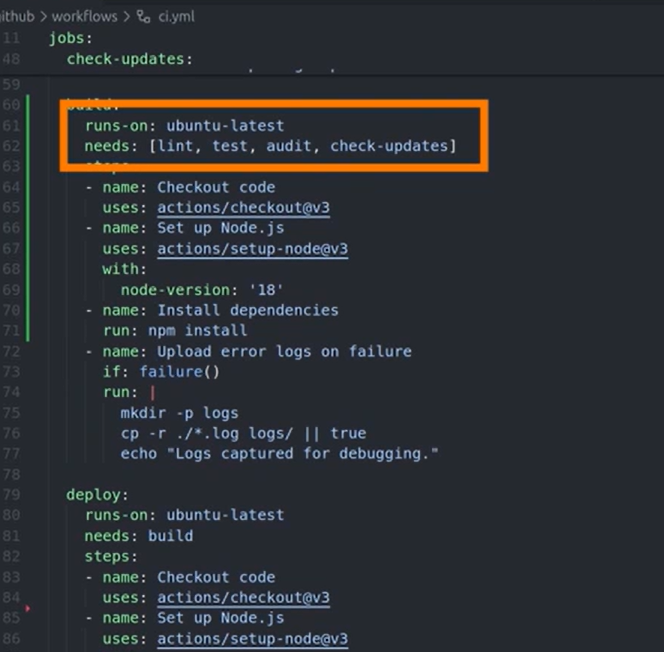 ithub > workflows > ci.yml
11 jobs:
48 check-updates:
59
60 build:
61 runs-on: ubuntu-latest
62 needs: [lint, test, audit, check-updates]
63 steps
64 - name: Checkout code
65 uses: actions/checkout@v3
66 - name: Set up Node.js
67 uses: actions/setup-node@v3
68 with:
69 node-version: '18'
70 - name: Install dependencies
71 run: npm install
72 - name: Upload error logs on failure
73 if: failure()
74 run: |
75 mkdir -p logs
76 cp -r ./*.log logs/ || true
77 echo "Logs captured for debugging."
78
79 deploy:
80 runs-on: ubuntu-latest
81 needs: build
82 steps:
83 - name: Checkout code
84 uses: actions/checkout@v3
85 - name: Set up Node.js
86 uses: actions/setup-node@v3